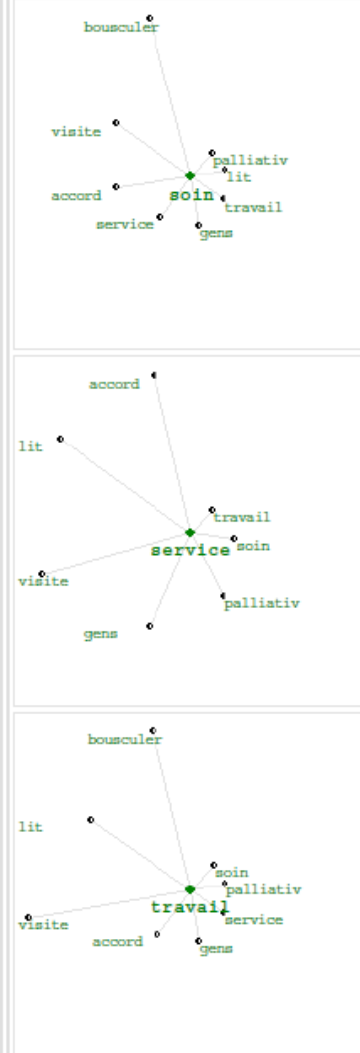 bousculer
visite
palliativ
lit
accord
soin
travail
service
gens
accord
lit
travail
service
soin
visite
palliativ
gens
bousculer
lit
soin
palliativ
travail
service
visite
accord
gens